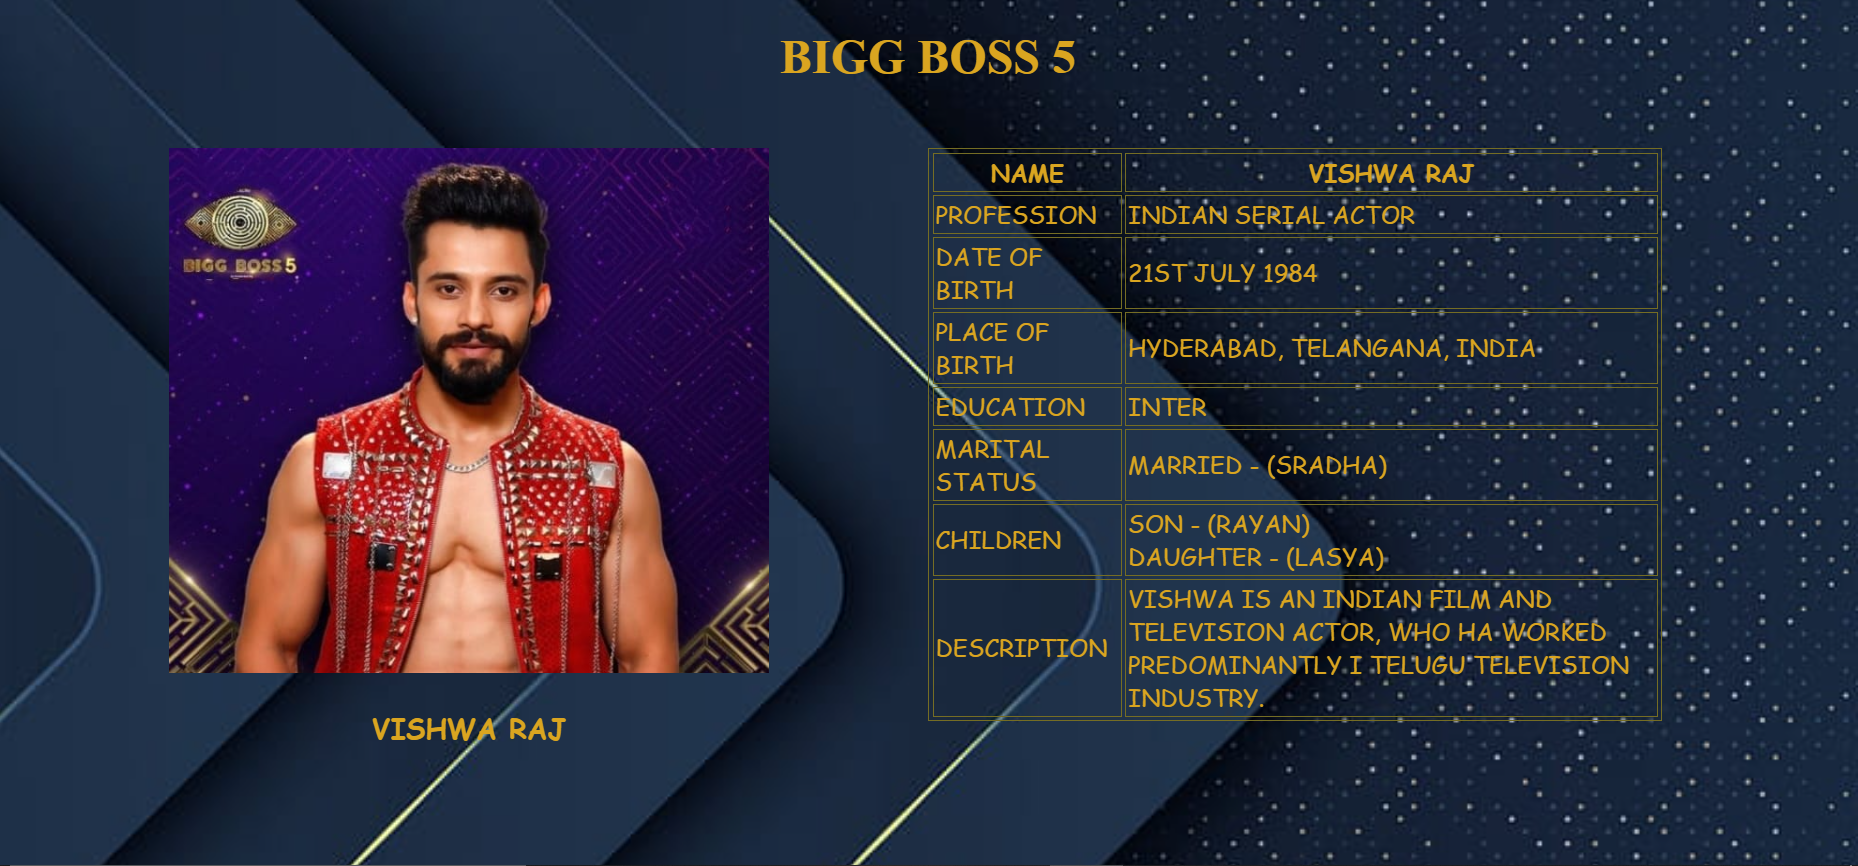 BIGG BOSS 5
BIGG BOSS 5
VISHWA RAJ
NAME VISHWA RAJ
PROFESSION INDIAN SERIAL ACTOR
DATE OF
BIRTH
21ST JULY 1984
PLACE OF
BIRTH
HYDERABAD, TELANGANA, INDIA
EDUCATION INTER
MARITAL
STATUS
MARRIED - (SRADHA)
CHILDREN
SON - (RAYAN)
DAUGHTER - (LASYA)
DESCRIPTION
VISHWA IS AN INDIAN FILM AND
TELEVISION ACTOR, WHO HA WORKED
PREDOMINANTLY I TELUGU TELEVISION
INDUSTRY.